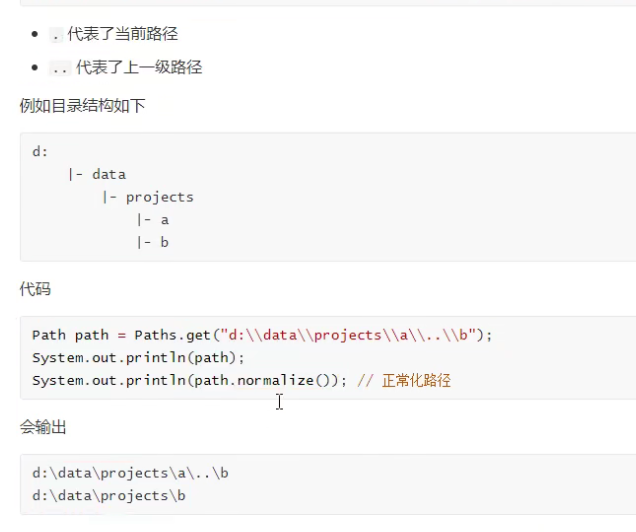 . 代表了当前路径
.. 代表了上一级路径
例如目录结构如下
d:
    |- data
        |- projects
            |- a
            |- b
代码
Path path = Paths.get("d:\\data\\projects\\a\\..\\b");
System.out.println(path);
System.out.println(path.normalize()); // 正常化路径
会输出
d:\data\projects\a\..\b
d:\data\projects\b